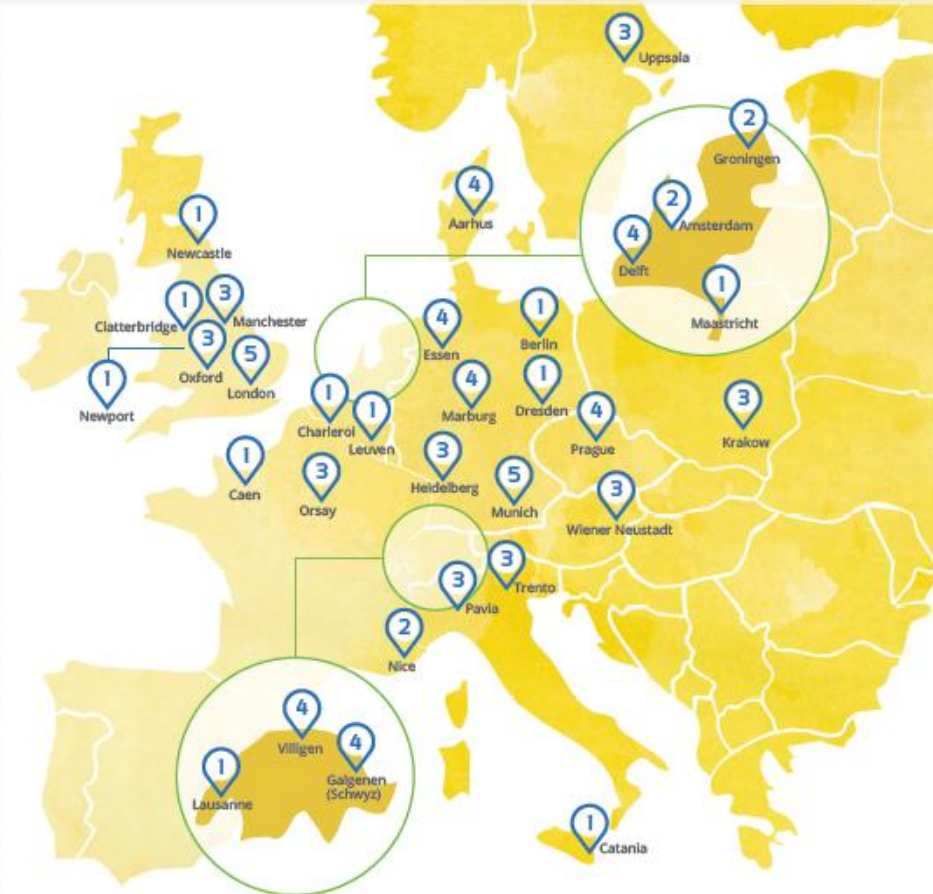 3
Uppsala
2
Groningen
4
Aarhus
2
Amsterdam
1
Newcastle
4
Delft
1
Maastricht
1
Clatterbridge
3
Manchester
3
Oxford
5
London
1
Newport
4
Essen
1
Berlin
1
Charleroi
1
Leuven
4
Marburg
1
Dresden
4
Prague
3
Krakow
1
Caen
3
Orsay
3
Heidelberg
5
Munich
3
Wiener Neustadt
3
Trento
3
Pavia
2
Nice
4
Villigen
4
Galgenen
(Schwyz)
1
Lausanne
1
Catania